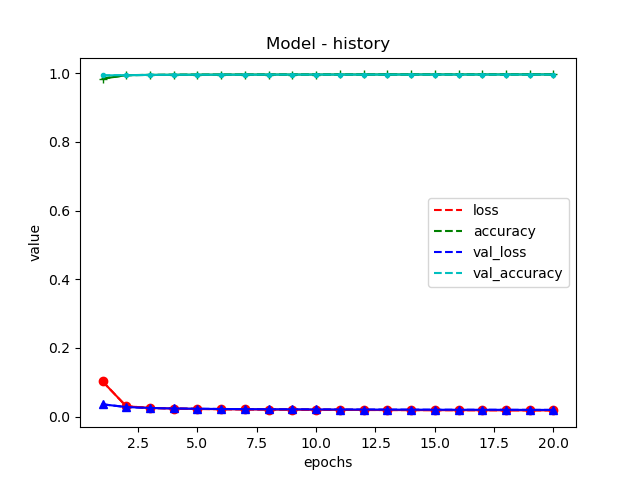 Model - history
1.0
0.8
0.6
0.4
0.2
0.0
value
loss
accuracy
val_loss
val_accuracy
2.5 5.0 7.5 10.0 12.5 15.0 17.5 20.0
epochs